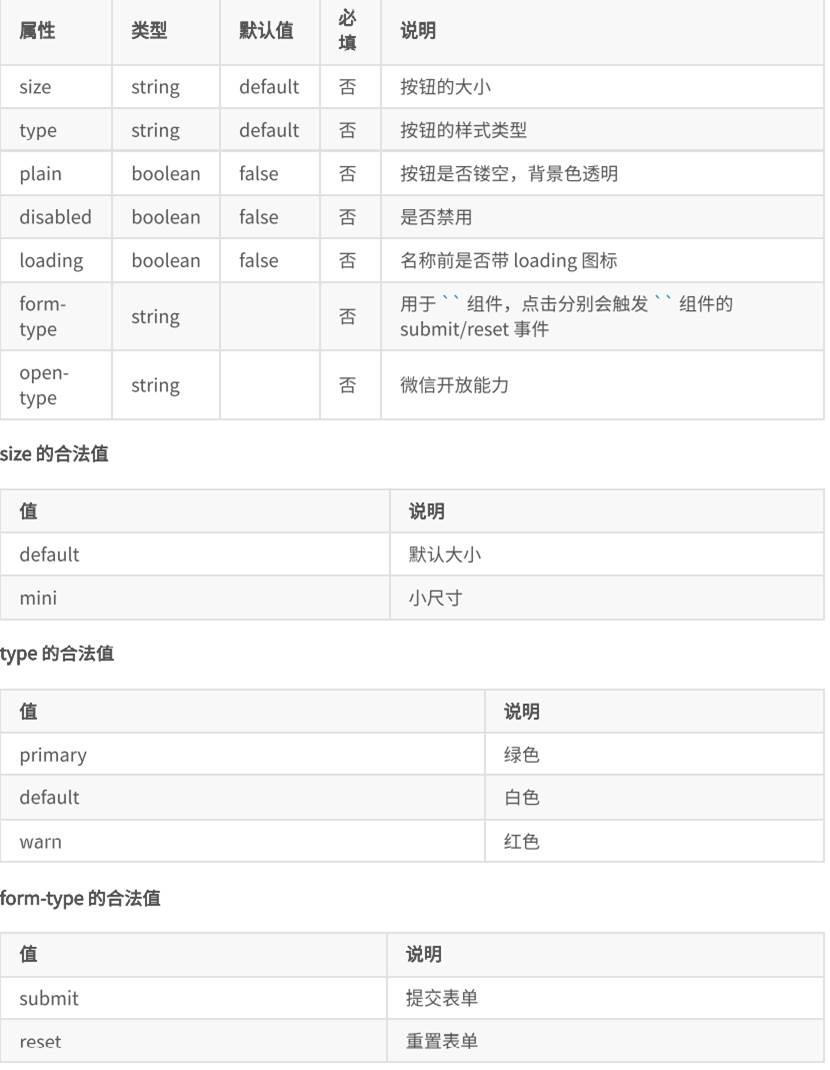 属性 类型 默认值 必填 说明
size string default 否 按钮的大小
type string default 否 按钮的样式类型
plain boolean false 否 按钮是否镂空，背景色透明
disabled boolean false 否 是否禁用
loading boolean false 否 名称前是否带 loading 图标
form-type string 否 用于 `` 组件，点击分别会触发 `` 组件的
submit/reset 事件
open-type string 否 微信开放能力
size 的合法值
值 说明
default 默认大小
mini 小尺寸
type 的合法值
值 说明
primary 绿色
default 白色
warn 红色
form-type 的合法值
值 说明
submit 提交表单
reset 重置表单